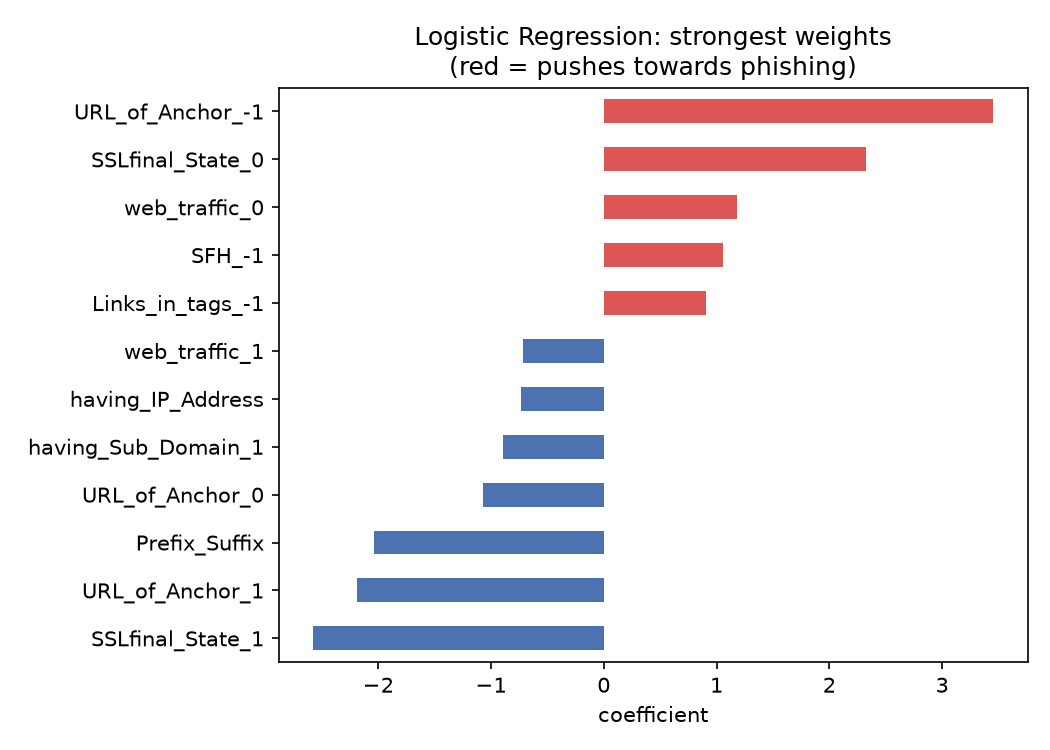 Logistic Regression: strongest weights
(red = pushes towards phishing)
URL_of_Anchor_-1
SSLfinal_State_0
web_traffic_0
SFH_-1
Links_in_tags_-1
web_traffic_1
having_IP_Address
having_Sub_Domain_1
URL_of_Anchor_0
Prefix_Suffix
URL_of_Anchor_1
SSLfinal_State_1
−2 −1 0 1 2 3
coefficient